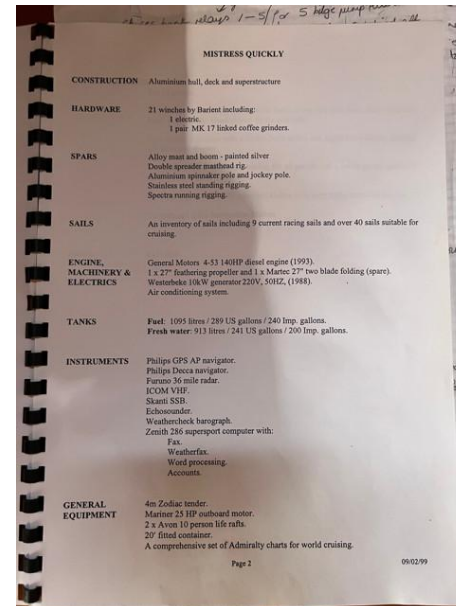 relays 1-5/for 5 bilge pump
MISTRESS QUICKLY
CONSTRUCTION Aluminium hull, deck and superstructure
HARDWARE 21 winches by Barient including:
1 electric.
1 pair MK 17 linked coffee grinders.
SPARS Alloy mast and boom - painted silver
Double spreader masthead rig.
Aluminium spinnaker pole and jockey pole.
Stainless steel standing rigging.
Spectra running rigging.
SAILS An inventory of sails including 9 current racing sails and over 40 sails suitable for
cruising.
ENGINE, General Motors 4-53 140HP diesel engine (1993).
MACHINERY & 1 x 27" feathering propeller and 1 x Martec 27" two blade folding (spare).
ELECTRICS Westerbeke 10kW generator 220V, 50HZ, (1988).
Air conditioning system.
TANKS Fuel: 1095 litres / 289 US gallons / 240 Imp. gallons.
Fresh water: 913 litres / 241 US gallons / 200 Imp. gallons.
INSTRUMENTS Philips GPS AP navigator.
Philips Decca navigator.
Furuno 36 mile radar.
ICOM VHF.
Skanti SSB.
Echosounder.
Weathercheck barograph.
Zenith 286 supersport computer with:
Fax.
Weatherfax.
Word processing.
Accounts.
GENERAL 4m Zodiac tender.
EQUIPMENT Mariner 25 HP outboard motor.
2 x Avon 10 person life rafts.
20' fitted container.
A comprehensive set of Admiralty charts for world cruising.
Page 2 09/02/99